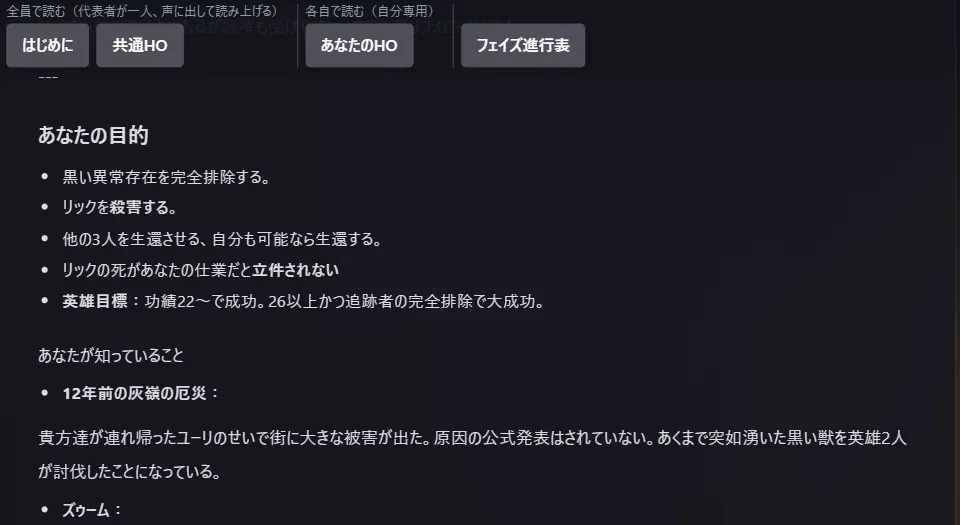 全員で読む（代表者が一人、声に出して読み上げる）
各自で読む（自分専用）
はじめに
共通HO
あなたのHO
フェイズ進行表
---
あなたの目的
• 黒い異常存在を完全排除する。
• リックを殺害する。
• 他の3人を生還させる、自分も可能なら生還する。
• リックの死があなたの仕業だと立件されない
• 英雄目標：功績22～で成功。26以上かつ追跡者の完全排除で大成功。
あなたが知っていること
• 12年前の灰嶺の厄災：
貴方達が連れ帰ったユーリのせいで街に大きな被害が出た。原因の公式発表はされていない。あくまで突如湧いた黒い獣を英雄2人
が討伐したことになっている。
• ズゥーム：